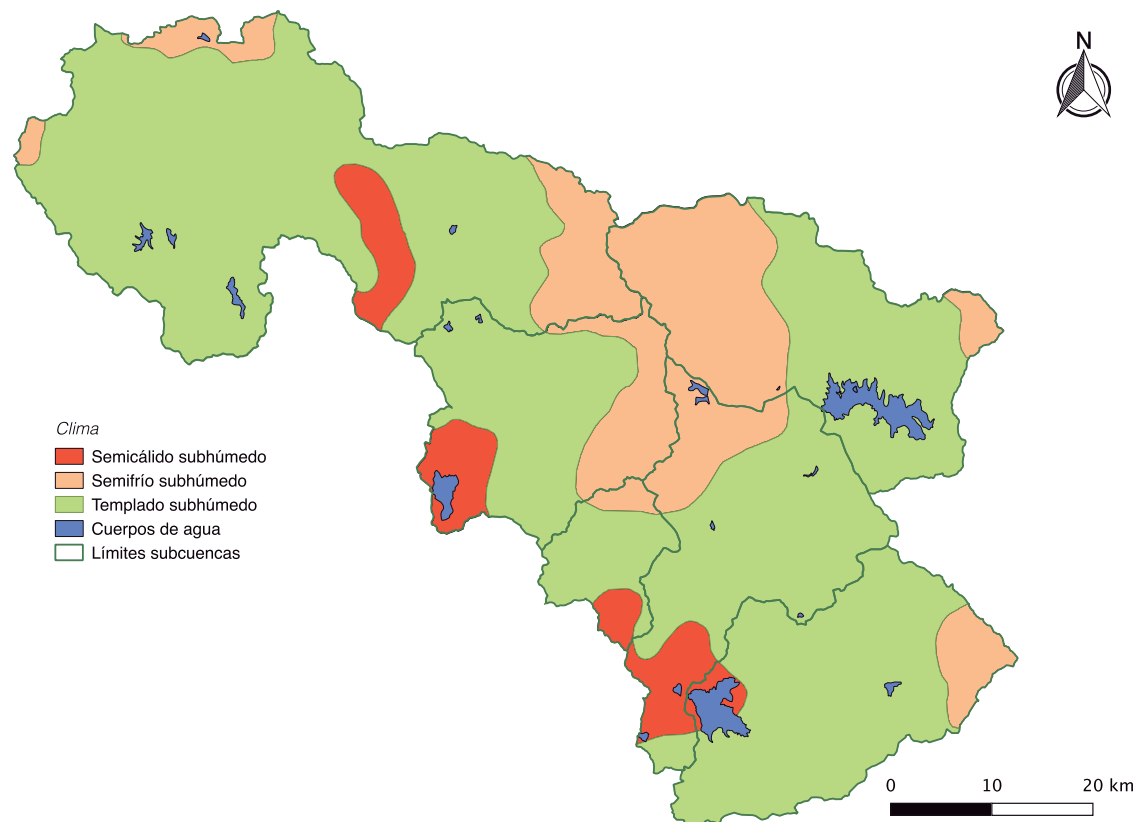 N
Clima
Semicálido subhúmedo
Semifrío subhúmedo
Templado subhúmedo
Cuerpos de agua
Límites subcuencas
0 10 20 km